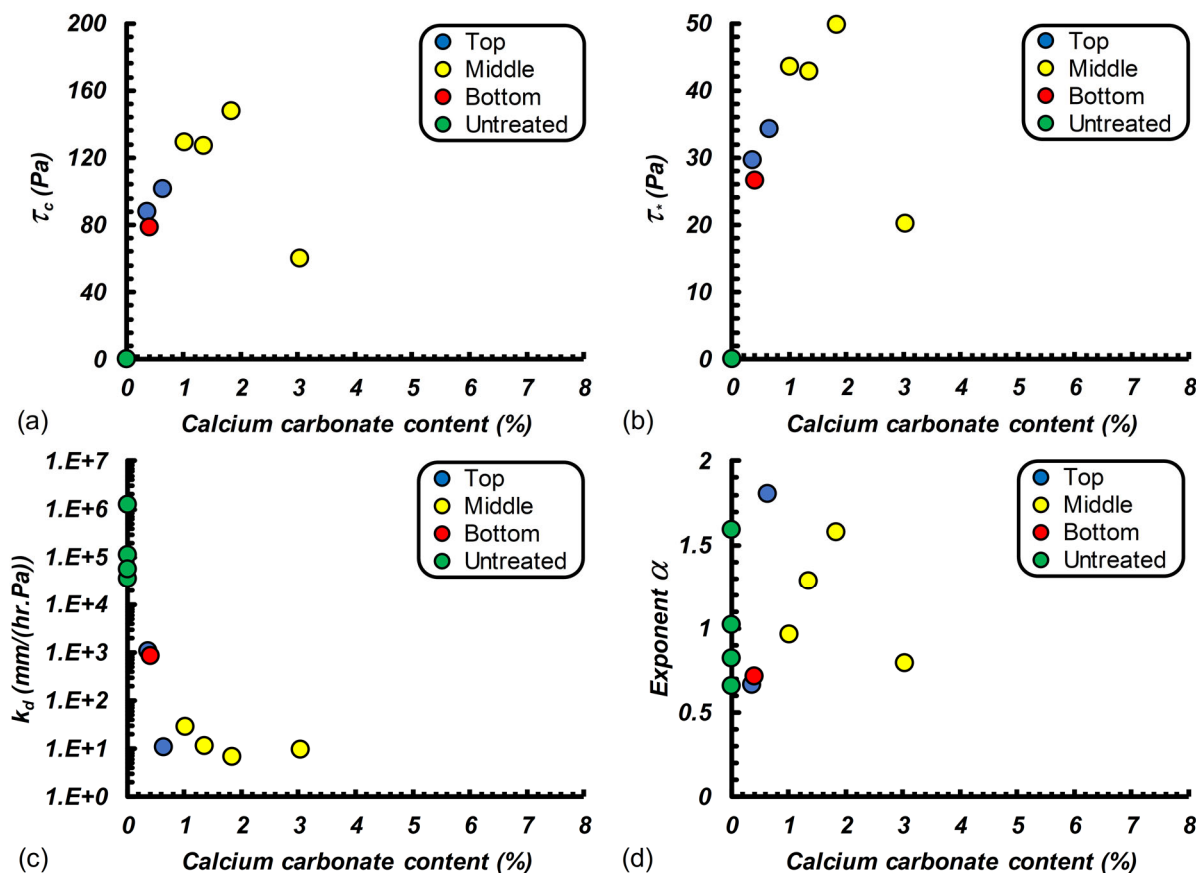 200
160
120
80
40
0
τc (Pa)
0 1 2 3 4 5 6 7 8
Calcium carbonate content (%)
Top
Middle
Bottom
Untreated
(a)
50
40
30
20
10
0
τ* (Pa)
0 1 2 3 4 5 6 7 8
Calcium carbonate content (%)
Top
Middle
Bottom
Untreated
(b)
1.E+7
1.E+6
1.E+5
1.E+4
1.E+3
1.E+2
1.E+1
1.E+0
kd (mm/(hr.Pa))
0 1 2 3 4 5 6 7 8
Calcium carbonate content (%)
Top
Middle
Bottom
Untreated
(c)
2
1.5
1
0.5
0
Exponent α
0 1 2 3 4 5 6 7 8
Calcium carbonate content (%)
Top
Middle
Bottom
Untreated
(d)